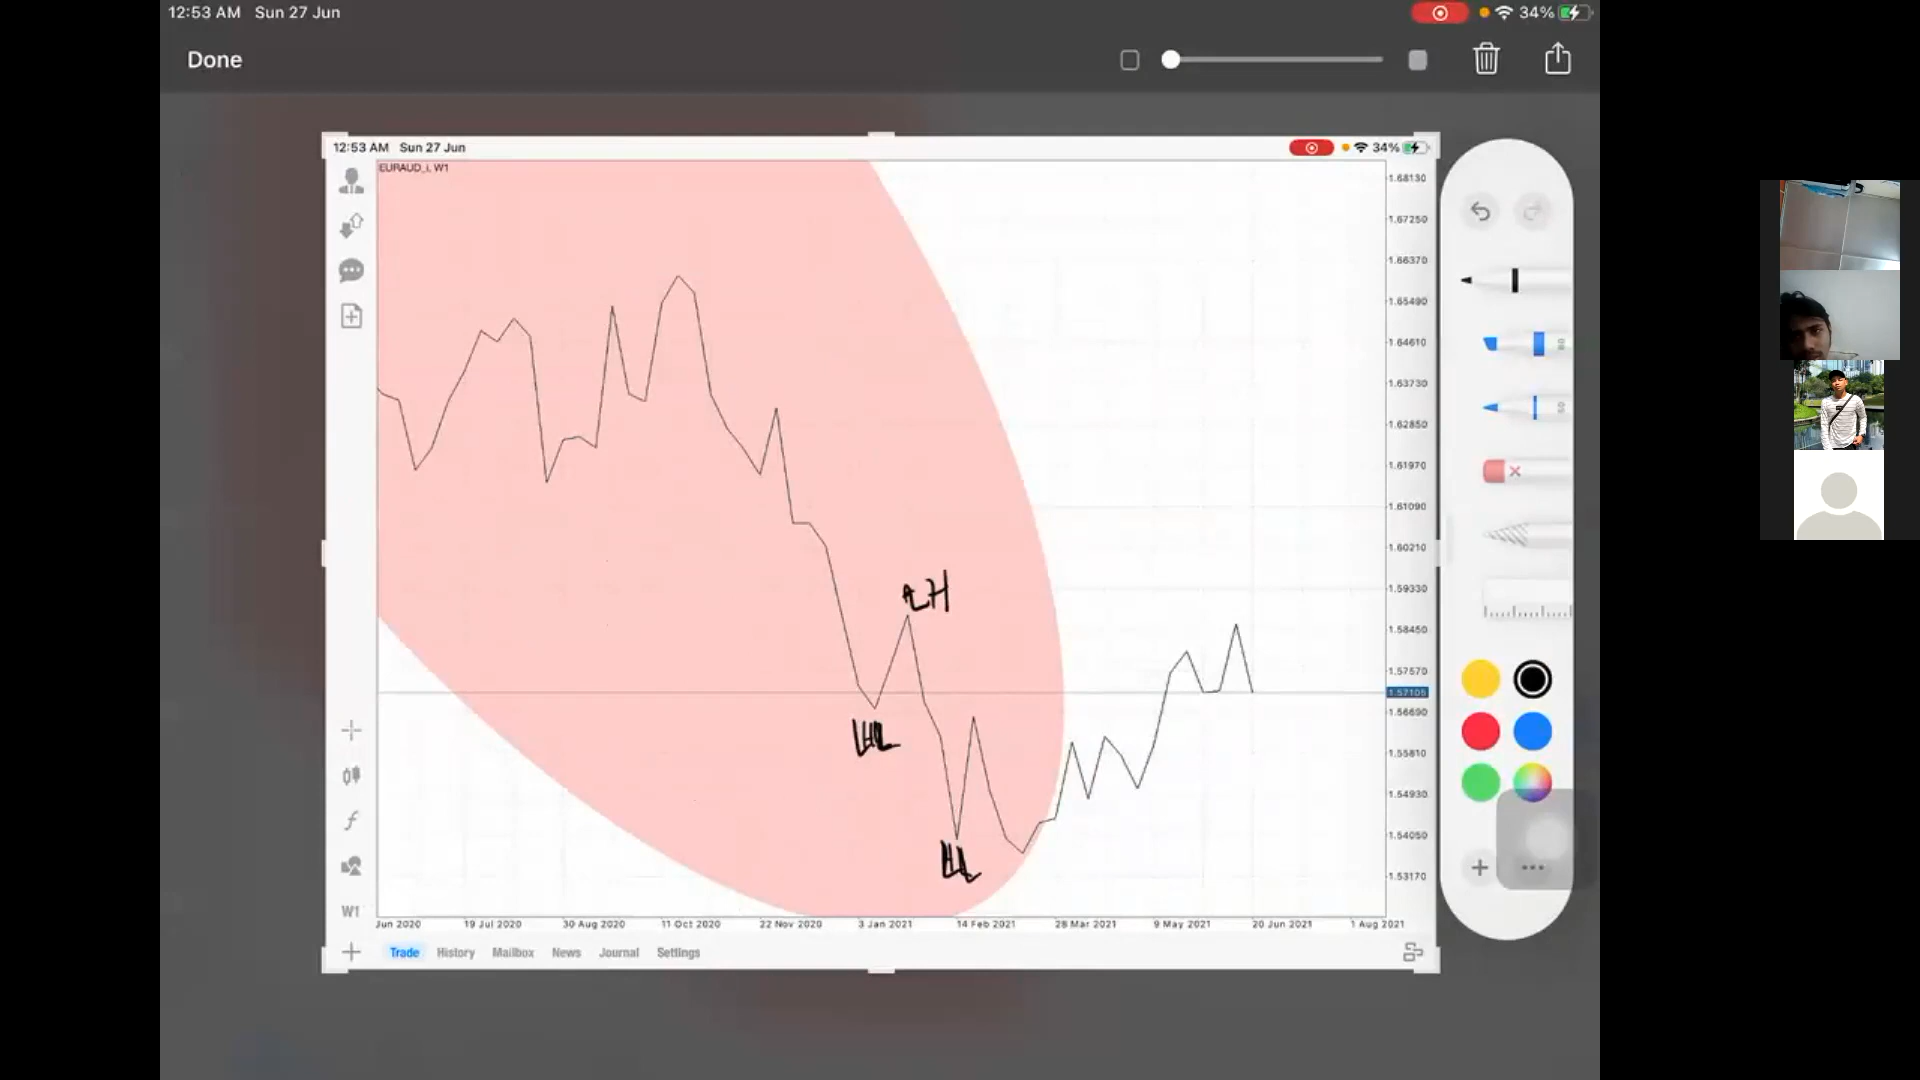 12:53 AM Sun 27 Jun
34%
Done
12:53 AM Sun 27 Jun
34%
EURAUD_i, W1
1.68130
1.67250
1.66370
1.65490
1.64610
1.63730
1.62850
1.61970
1.61090
1.60210
1.59330
1.58450
1.57570
1.57105
1.56690
1.55810
1.54930
1.54050
1.53170
LH
LL
W1
Jun 2020
19 Jul 2020
30 Aug 2020
11 Oct 2020
22 Nov 2020
3 Jan 2021
14 Feb 2021
28 Mar 2021
9 May 2021
20 Jun 2021
1 Aug 2021
Trade
History
Mailbox
News
Journal
Settings